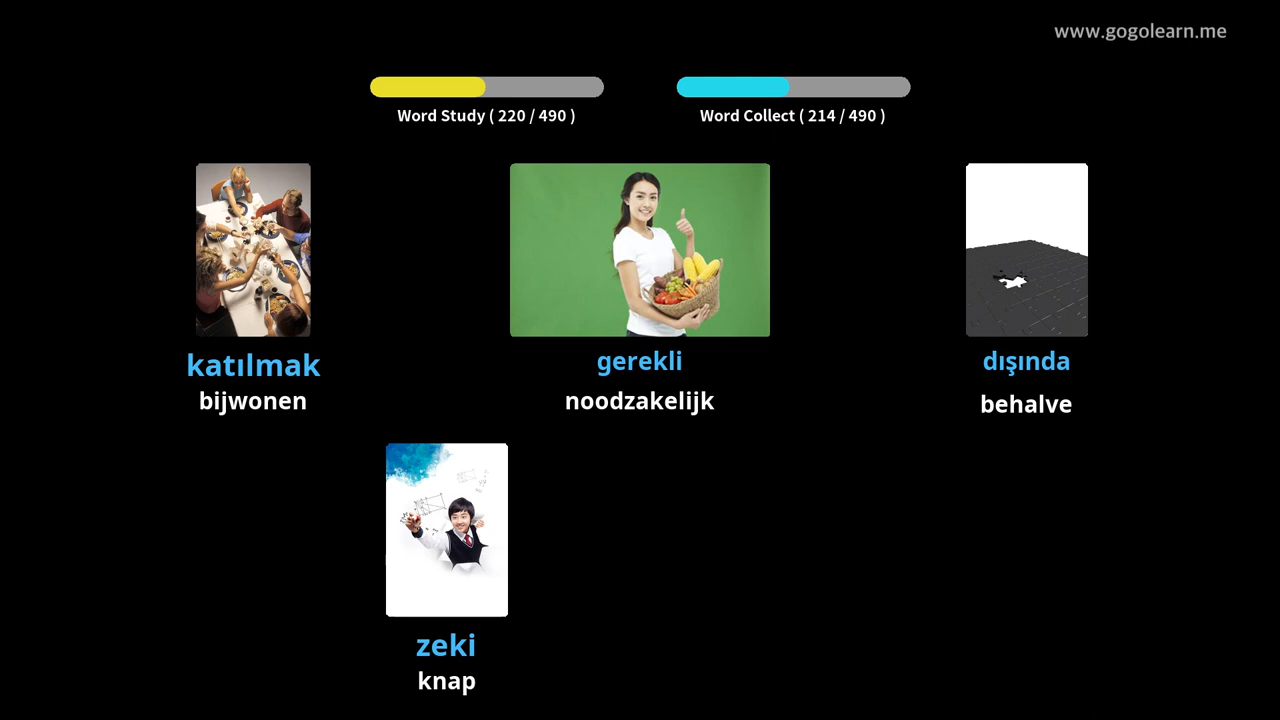 www.gogolearn.me
Word Study ( 220 / 490 )
Word Collect ( 214 / 490 )
katılmak
bijwonen
gerekli
noodzakelijk
dışında
behalve
zeki
knap